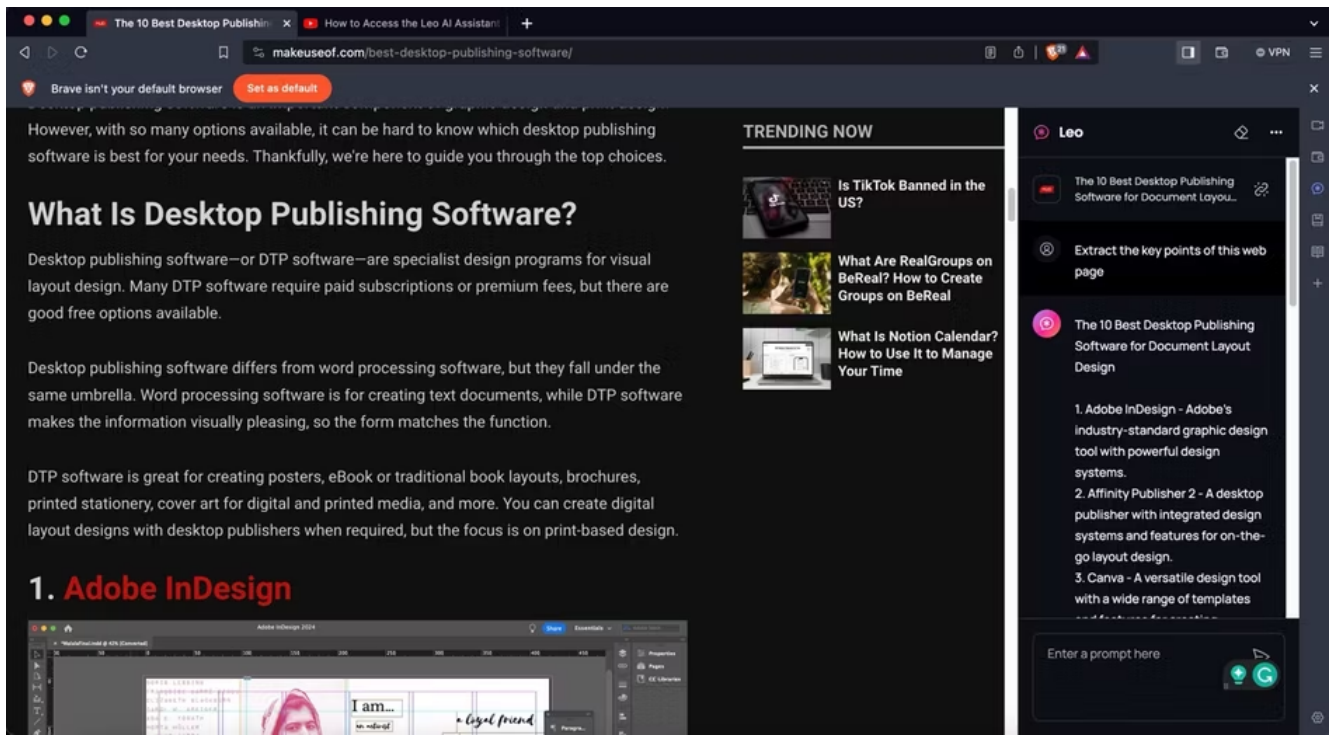 The 10 Best Desktop Publishin
How to Access the Leo AI Assistant
makeuseof.com/best-desktop-publishing-software/
21
VPN
Brave isn't your default browser
Set as default
However, with so many options available, it can be hard to know which desktop publishing
software is best for your needs. Thankfully, we're here to guide you through the top choices.
What Is Desktop Publishing Software?
Desktop publishing software—or DTP software—are specialist design programs for visual
layout design. Many DTP software require paid subscriptions or premium fees, but there are
good free options available.
Desktop publishing software differs from word processing software, but they fall under the
same umbrella. Word processing software is for creating text documents, while DTP software
makes the information visually pleasing, so the form matches the function.
DTP software is great for creating posters, eBook or traditional book layouts, brochures,
printed stationery, cover art for digital and printed media, and more. You can create digital
layout designs with desktop publishers when required, but the focus is on print-based design.
1. Adobe InDesign
Adobe InDesign 2024
Share
Essentials
Properties
Pages
CC Libraries
I am...
an activist
a loyal friend
Paragra...
TRENDING NOW
Is TikTok Banned in the
US?
What Are RealGroups on
BeReal? How to Create
Groups on BeReal
What Is Notion Calendar?
How to Use It to Manage
Your Time
Leo
The 10 Best Desktop Publishing
Software for Document Layou...
Extract the key points of this web
page
The 10 Best Desktop Publishing
Software for Document Layout
Design
1. Adobe InDesign - Adobe's
industry-standard graphic design
tool with powerful design
systems.
2. Affinity Publisher 2 - A desktop
publisher with integrated design
systems and features for on-the-
go layout design.
3. Canva - A versatile design tool
with a wide range of templates
Enter a prompt here